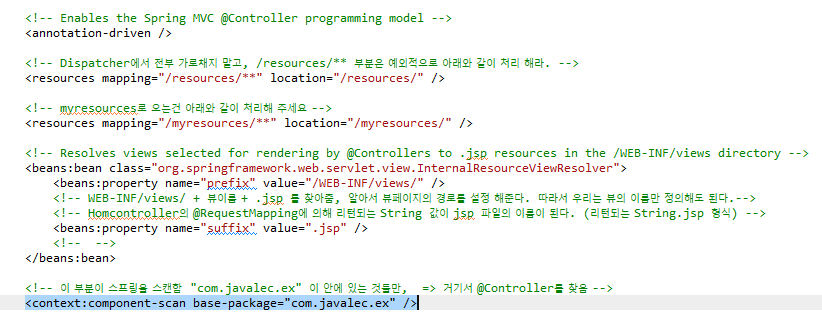 <!-- Enables the Spring MVC @Controller programming model -->
<annotation-driven />
<!-- Dispatcher에서 전부 가로채지 말고, /resources/** 부분은 예외적으로 아래와 같이 처리 해라. -->
<resources mapping="/resources/**" location="/resources/" />
<!-- myresources로 오는건 아래와 같이 처리해 주세요 -->
<resources mapping="/myresources/**" location="/myresources/" />
<!-- Resolves views selected for rendering by @Controllers to .jsp resources in the /WEB-INF/views directory -->
<beans:bean class="org.springframework.web.servlet.view.InternalResourceViewResolver">
<beans:property name="prefix" value="/WEB-INF/views/" />
<!-- WEB-INF/views/ + 뷰이름 + .jsp 를 찾아줌, 알아서 뷰페이지의 경로를 설정 해준다. 따라서 우리는 뷰의 이름만 정의해도 된다.-->
<!-- Homcontroller의 @RequestMapping에 의해 리턴되는 String 값이 jsp 파일의 이름이 된다. (리턴되는 String.jsp 형식) -->
<beans:property name="suffix" value=".jsp" />
<!--  -->
</beans:bean>
<!-- 이 부분이 스프링을 스캔함 "com.javalec.ex" 이 안에 있는 것들만,  => 거기서 @Controller를 찾음 -->
<context:component-scan base-package="com.javalec.ex" />